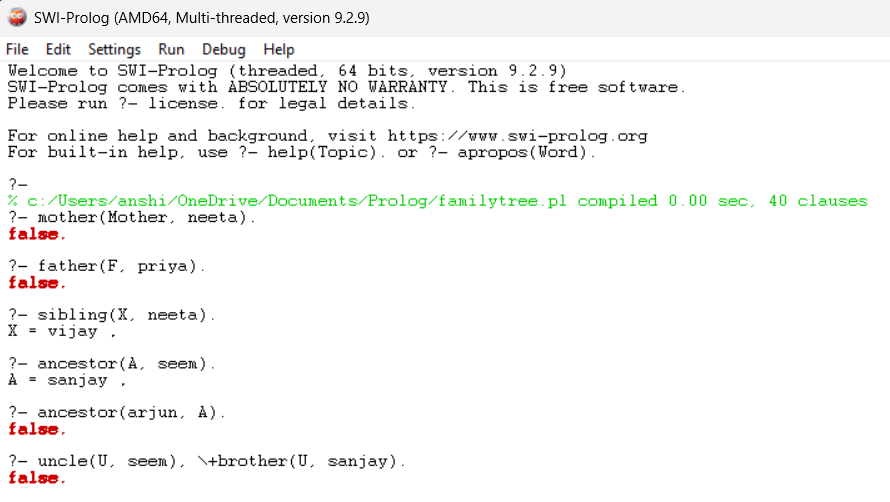 SWI-Prolog (AMD64, Multi-threaded, version 9.2.9)
File Edit Settings Run Debug Help
Welcome to SWI-Prolog (threaded, 64 bits, version 9.2.9)
SWI-Prolog comes with ABSOLUTELY NO WARRANTY. This is free software.
Please run ?- license. for legal details.
For online help and background, visit https://www.swi-prolog.org
For built-in help, use ?- help(Topic). or ?- apropos(Word).
?-
% c:/Users/anshi/OneDrive/Documents/Prolog/familytree.pl compiled 0.00 sec, 40 clauses
?- mother(Mother, neeta).
false.
?- father(F, priya).
false.
?- sibling(X, neeta).
X = vijay .
?- ancestor(A, seem).
A = sanjay .
?- ancestor(arjun, A).
false.
?- uncle(U, seem), \+brother(U, sanjay).
false.